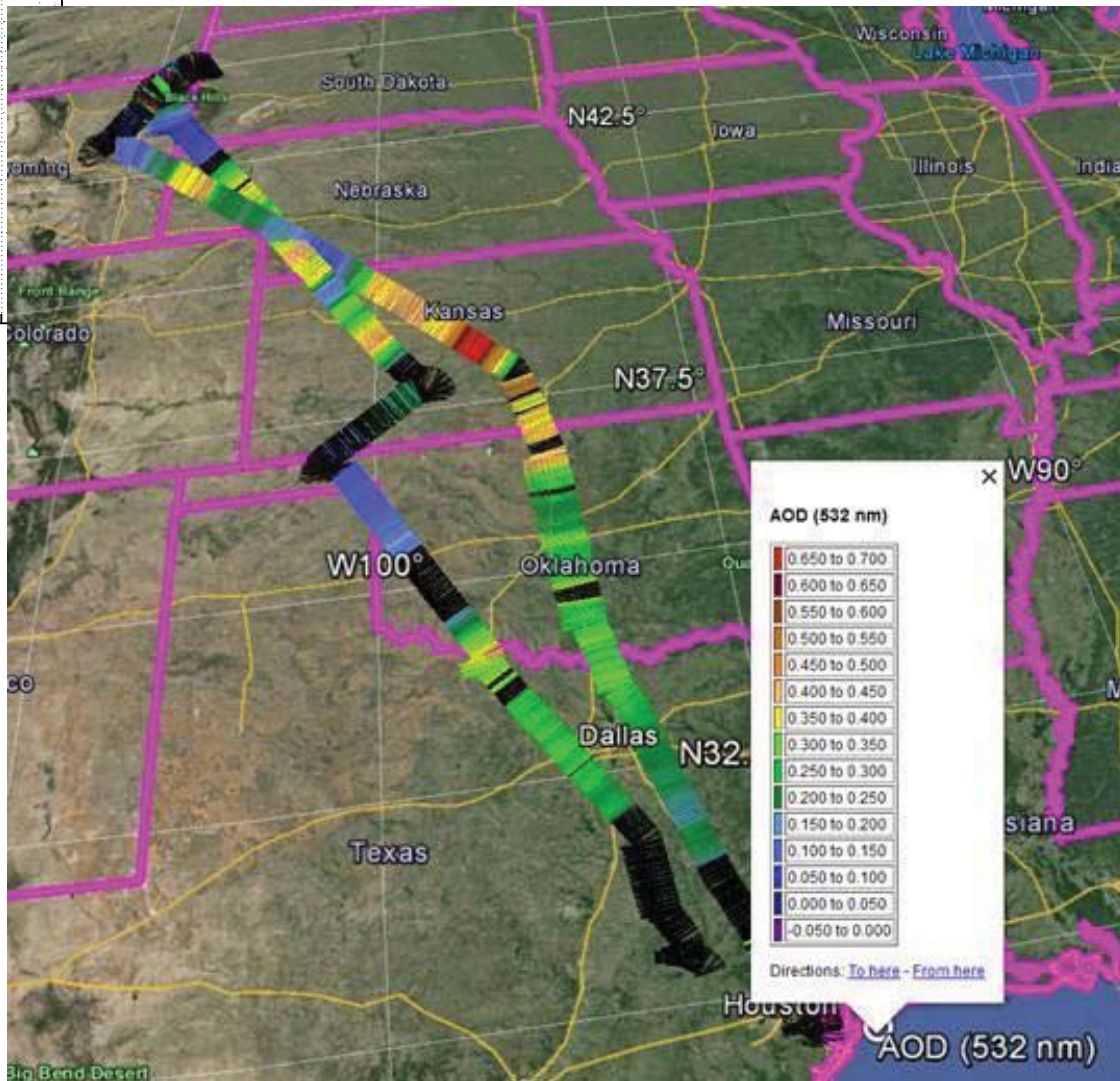 Wisconsin
Lake Michigan
South Dakota
Black Hills
N42.5°
Iowa
oming
Illinois
India
Nebraska
Front Range
Colorado
Kansas
Missouri
N37.5°
W90°
W100°
Oklahoma
co
Dallas
N32.
Texas
siana
Houston
Big Bend Desert
AOD (532 nm)
×
AOD (532 nm)
0.650 to 0.700
0.600 to 0.650
0.550 to 0.600
0.500 to 0.550
0.450 to 0.500
0.400 to 0.450
0.350 to 0.400
0.300 to 0.350
0.250 to 0.300
0.200 to 0.250
0.150 to 0.200
0.100 to 0.150
0.050 to 0.100
0.000 to 0.050
-0.050 to 0.000
Directions: To here - From here